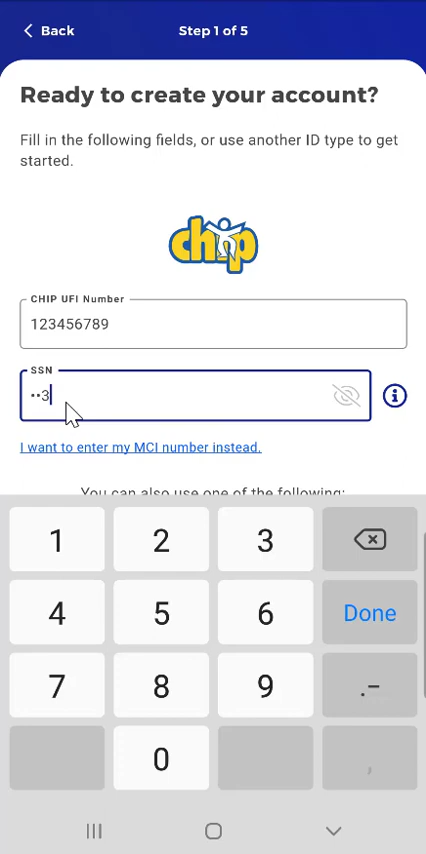 Back
Step 1 of 5
Ready to create your account?
Fill in the following fields, or use another ID type to get
started.
chip
CHIP UFI Number
123456789
SSN
••3
I want to enter my MCI number instead.
You can also use one of the following:
1 2 3
4 5 6 Done
7 8 9 .-
0 ,